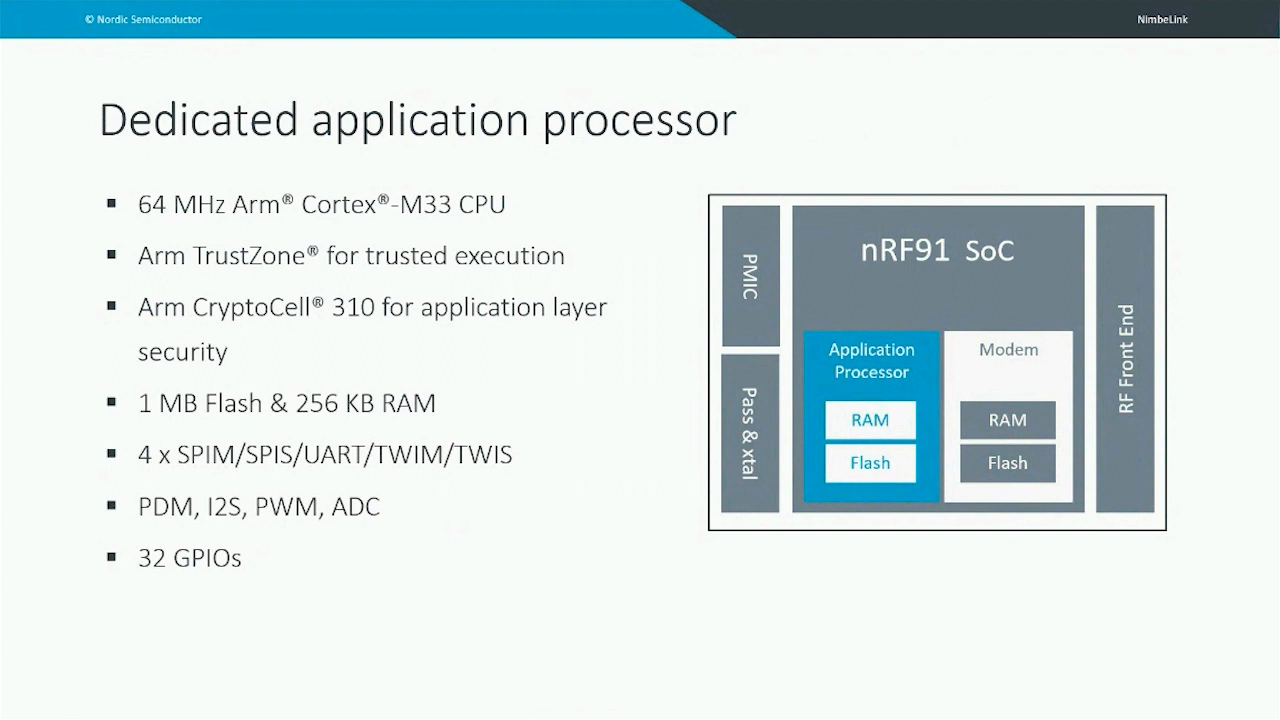 © Nordic Semiconductor
NimbeLink
Dedicated application processor
▪ 64 MHz Arm® Cortex®-M33 CPU
▪ Arm TrustZone® for trusted execution
▪ Arm CryptoCell® 310 for application layer
security
▪ 1 MB Flash & 256 KB RAM
▪ 4 x SPIM/SPIS/UART/TWIM/TWIS
▪ PDM, I2S, PWM, ADC
▪ 32 GPIOs
PMIC
Pass & xtal
nRF91 SoC
Application
Processor
RAM
Flash
Modem
RAM
Flash
RF Front End